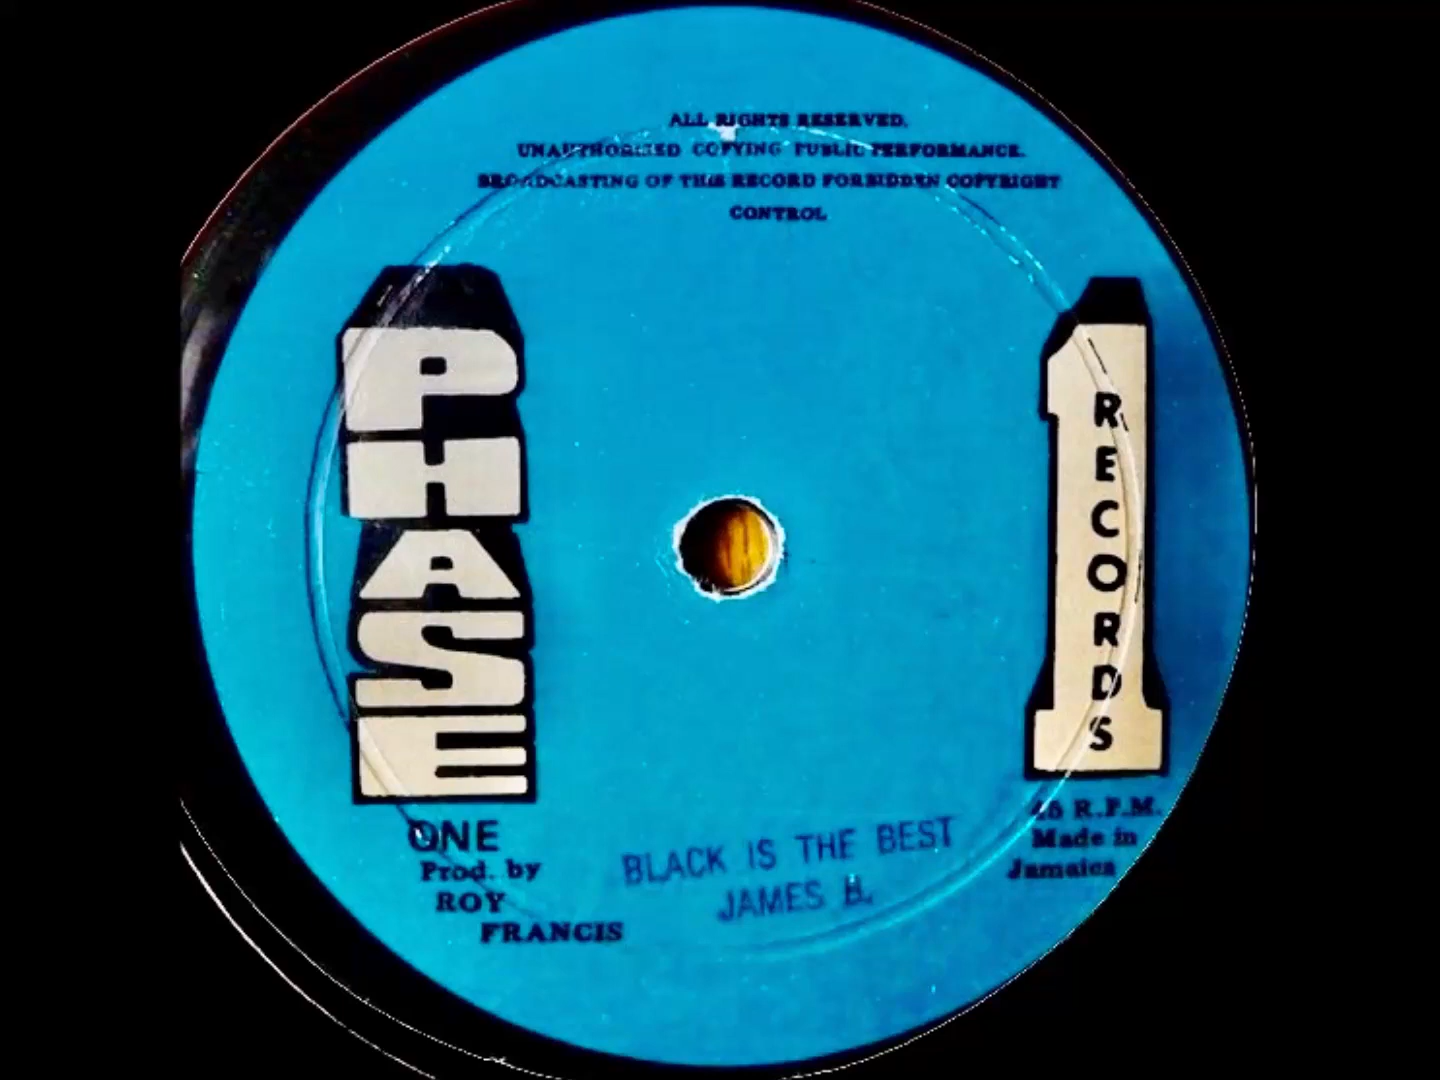 ALL RIGHTS RESERVED.
UNAUTHORISED COPYING PUBLIC PERFORMANCE.
BROADCASTING OF THIS RECORD FORBIDDEN COPYRIGHT
CONTROL
PHASE
1
RECORDS
ONE
Prod. by
ROY
FRANCIS
BLACK IS THE BEST
JAMES B.
45 R.P.M.
Made in
Jamaica